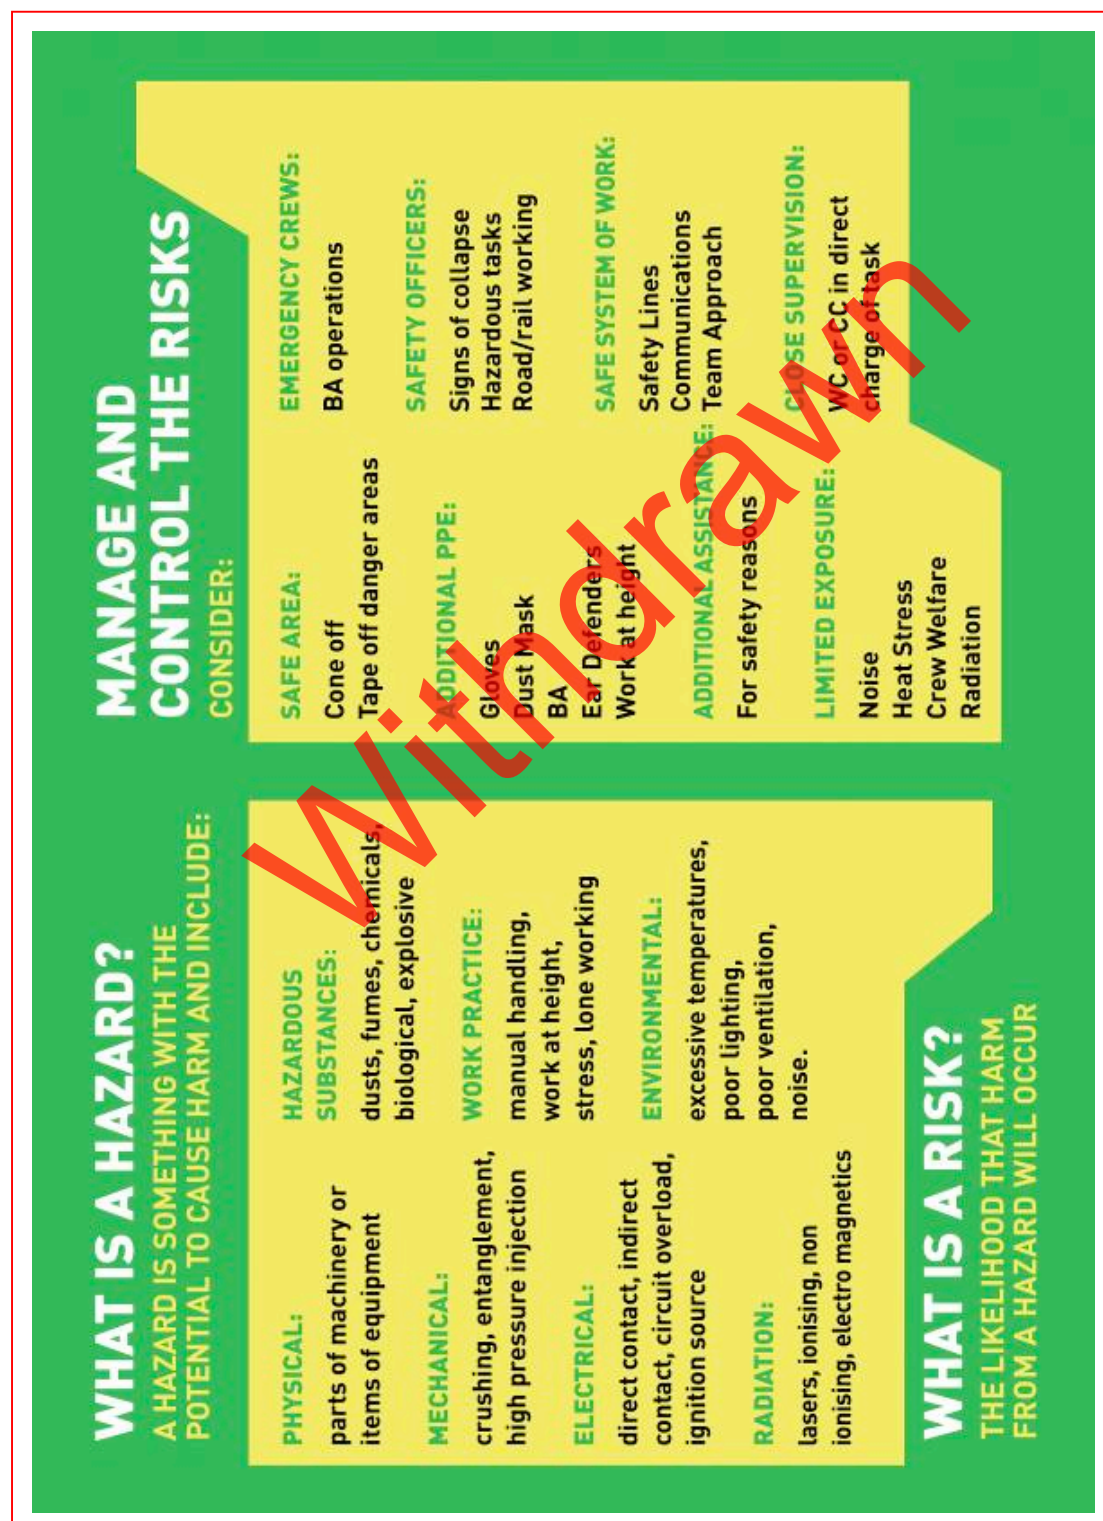 WHAT IS A HAZARD?
A HAZARD IS SOMETHING WITH THE
POTENTIAL TO CAUSE HARM AND INCLUDE:
PHYSICAL:
parts of machinery or
items of equipment
MECHANICAL:
crushing, entanglement,
high pressure injection
ELECTRICAL:
direct contact, indirect
contact, circuit overload,
ignition source
RADIATION:
lasers, ionising, non
ionising, electro magnetics
HAZARDOUS
SUBSTANCES:
dusts, fumes, chemicals,
biological, explosive
WORK PRACTICE:
manual handling,
work at height,
stress, lone working
ENVIRONMENTAL:
excessive temperatures,
poor lighting,
poor ventilation,
noise.
WHAT IS A RISK?
THE LIKELIHOOD THAT HARM
FROM A HAZARD WILL OCCUR
MANAGE AND
CONTROL THE RISKS
CONSIDER:
SAFE AREA:
Cone off
Tape off danger areas
ADDITIONAL PPE:
Gloves
Dust Mask
BA
Ear Defenders
Work at height
ADDITIONAL ASSISTANCE:
For safety reasons
LIMITED EXPOSURE:
Noise
Heat Stress
Crew Welfare
Radiation
EMERGENCY CREWS:
BA operations
SAFETY OFFICERS:
Signs of collapse
Hazardous tasks
Road/rail working
SAFE SYSTEM OF WORK:
Safety Lines
Communications
Team Approach
CLOSE SUPERVISION:
WC or CC in direct
charge of task
Withdrawn